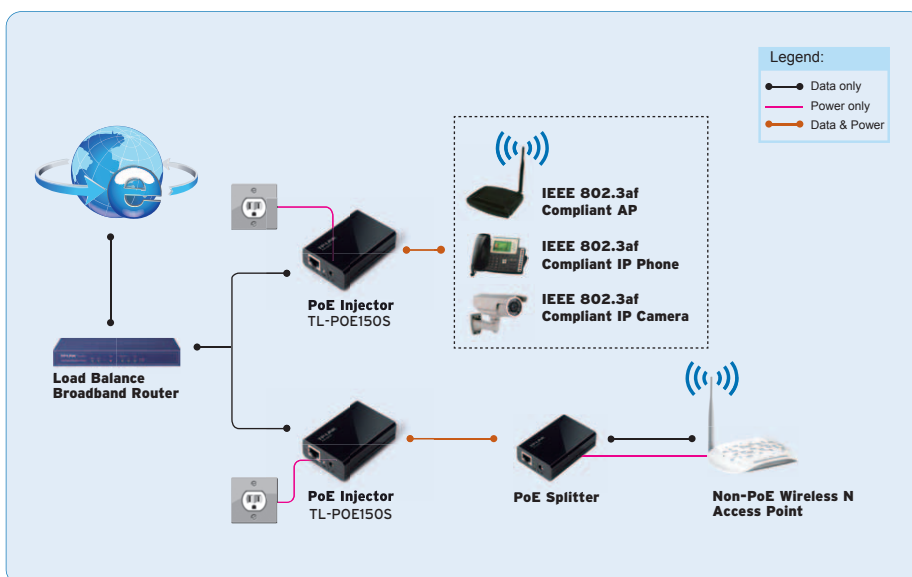 Legend:
Data only
Power only
Data & Power
IEEE 802.3af
Compliant AP
IEEE 802.3af
Compliant IP Phone
IEEE 802.3af
Compliant IP Camera
PoE Injector
TL-POE150S
Load Balance
Broadband Router
PoE Injector
TL-POE150S
PoE Splitter
Non-PoE Wireless N
Access Point